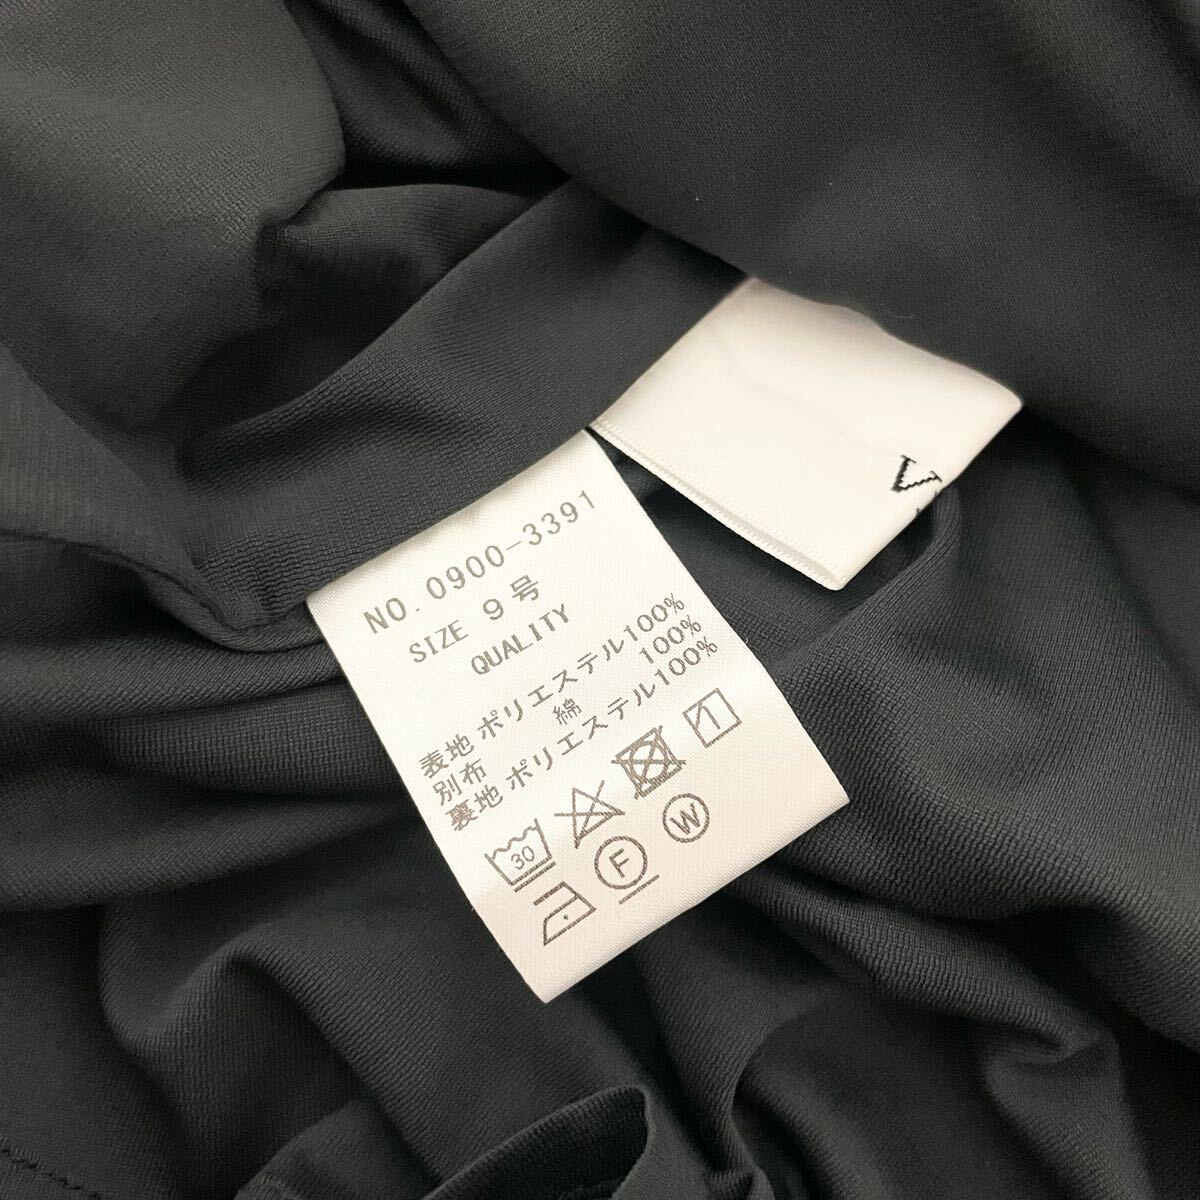 NO. 0900-3391
SIZE 9号
QUALITY
表地 ポリエステル100%
別布 綿 100%
裏地 ポリエステル100%
30
F
W
V